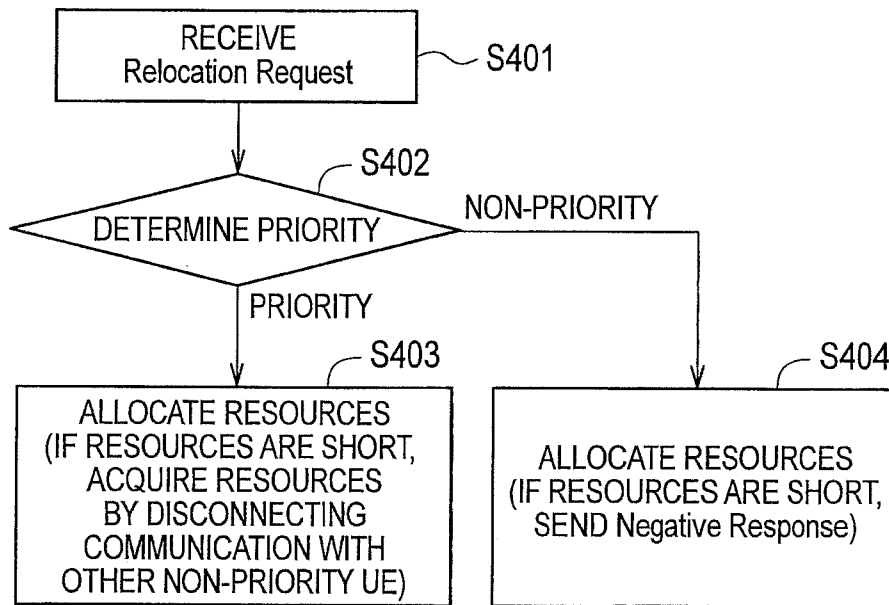 RECEIVE
Relocation Request
S401
S402
DETERMINE PRIORITY
NON-PRIORITY
PRIORITY
S403
ALLOCATE RESOURCES
(IF RESOURCES ARE SHORT,
ACQUIRE RESOURCES
BY DISCONNECTING
COMMUNICATION WITH
OTHER NON-PRIORITY UE)
S404
ALLOCATE RESOURCES
(IF RESOURCES ARE SHORT,
SEND Negative Response)